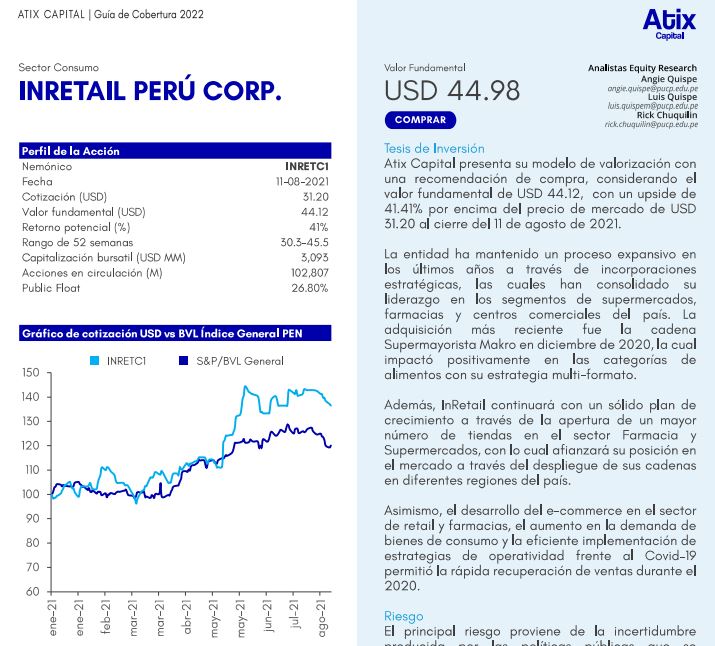 ATIX CAPITAL | Guía de Cobertura 2022
Atix
Capital
Sector Consumo
INRETAIL PERÚ CORP.
Perfil de la Acción
Nemónico INRETC1
Fecha 11-08-2021
Cotización (USD) 31.20
Valor fundamental (USD) 44.12
Retorno potencial (%) 41%
Rango de 52 semanas 30.3-45.5
Capitalización bursatil (USD MM) 3,093
Acciones en circulación (M) 102,807
Public Float 26.80%
Gráfico de cotización USD vs BVL Índice General PEN
INRETC1 S&P/BVL General
150
140
130
120
110
100
90
80
70
60
ene-21
ene-21
feb-21
mar-21
mar-21
abr-21
may-21
may-21
jun-21
jul-21
ago-21
Valor Fundamental
USD 44.98
COMPRAR
Analistas Equity Research
Angie Quispe
angie.quispe@pucp.edu.pe
Luis Quispe
luis.quispem@pucp.edu.pe
Rick Chuquilin
rick.chuquilin@pucp.edu.pe
Tesis de Inversión
Atix Capital presenta su modelo de valorización con
una recomendación de compra, considerando el
valor fundamental de USD 44.12, con un upside de
41.41% por encima del precio de mercado de USD
31.20 al cierre del 11 de agosto de 2021.
La entidad ha mantenido un proceso expansivo en
los últimos años a través de incorporaciones
estratégicas, las cuales han consolidado su
liderazgo en los segmentos de supermercados,
farmacias y centros comerciales del país. La
adquisición más reciente fue la cadena
Supermayorista Makro en diciembre de 2020, la cual
impactó positivamente en las categorías de
alimentos con su estrategia multi-formato.
Además, InRetail continuará con un sólido plan de
crecimiento a través de la apertura de un mayor
número de tiendas en el sector Farmacia y
Supermercados, con lo cual afianzará su posición en
el mercado a través del despliegue de sus cadenas
en diferentes regiones del país.
Asimismo, el desarrollo del e-commerce en el sector
de retail y farmacias, el aumento en la demanda de
bienes de consumo y la eficiente implementación de
estrategias de operatividad frente al Covid-19
permitió la rápida recuperación de ventas durante el
2020.
Riesgo
El principal riesgo proviene de la incertidumbre
producida por las políticas públicas que se